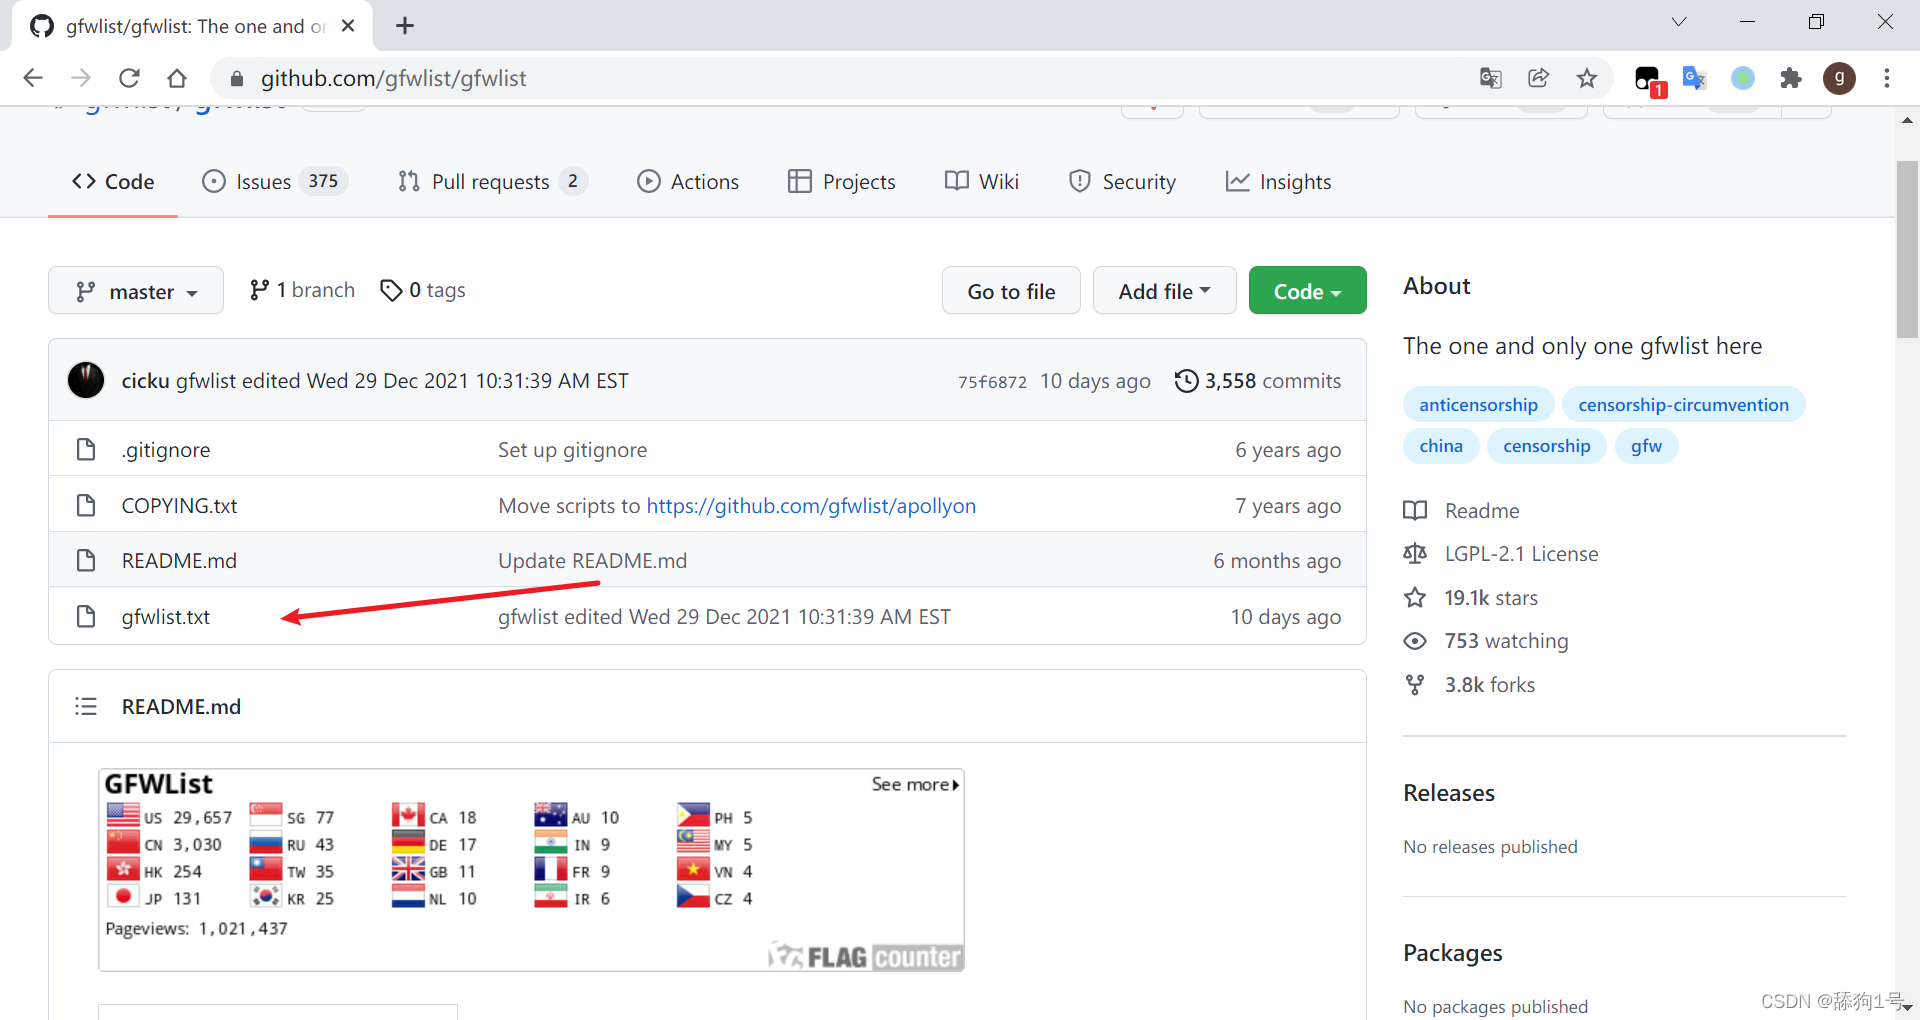 gfwlist/gfwlist: The one and or
github.com/gfwlist/gfwlist
1
g
Code
Issues 375
Pull requests 2
Actions
Projects
Wiki
Security
Insights
master
1 branch
0 tags
Go to file
Add file
Code
cicku gfwlist edited Wed 29 Dec 2021 10:31:39 AM EST
75f6872 10 days ago
3,558 commits
.gitignore
Set up gitignore
6 years ago
COPYING.txt
Move scripts to https://github.com/gfwlist/apollyon
7 years ago
README.md
Update README.md
6 months ago
gfwlist.txt
gfwlist edited Wed 29 Dec 2021 10:31:39 AM EST
10 days ago
README.md
GFWList
See more
US 29,657 SG 77 CA 18 AU 10 PH 5
CN 3,030 RU 43 DE 17 IN 9 MY 5
HK 254 TW 35 GB 11 FR 9 VN 4
JP 131 KR 25 NL 10 IR 6 CZ 4
Pageviews: 1,021,437
FLAG counter
About
The one and only one gfwlist here
anticensorship censorship-circumvention
china censorship gfw
Readme
LGPL-2.1 License
19.1k stars
753 watching
3.8k forks
Releases
No releases published
Packages
No packages published
CSDN @舔狗1号